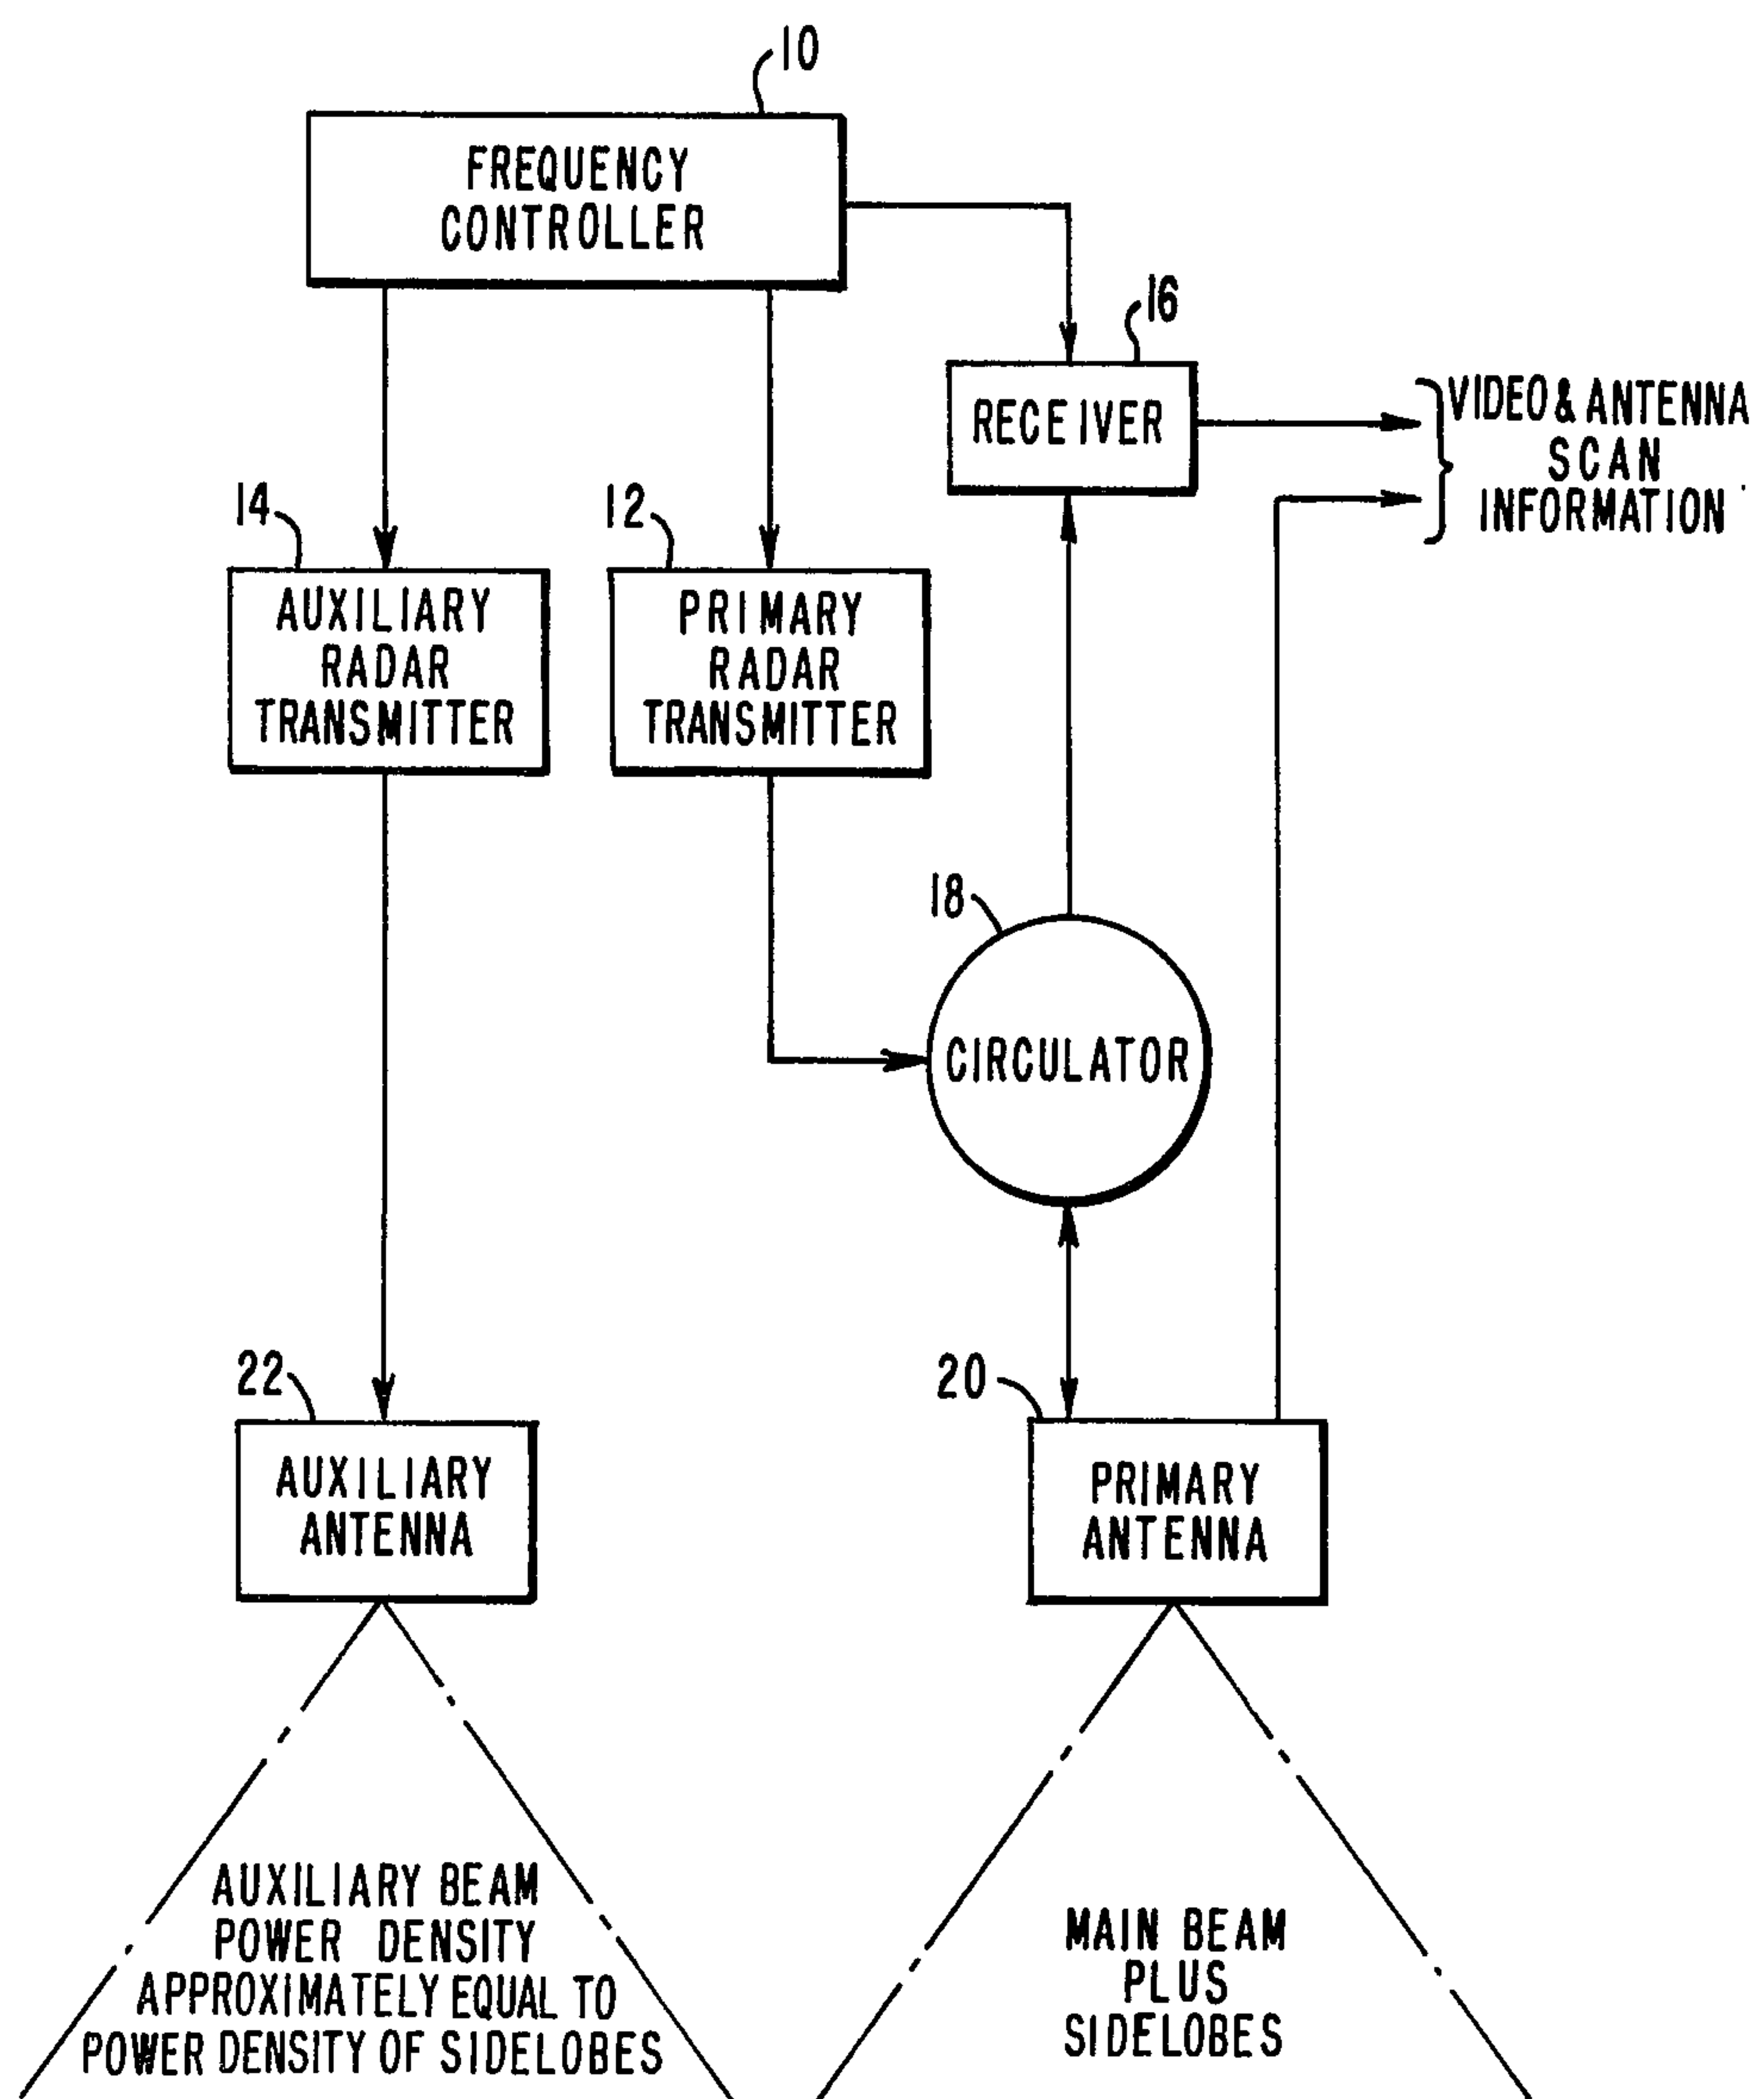 10
FREQUENCY
CONTROLLER
16
RECEIVER
VIDEO & ANTENNA
SCAN
INFORMATION
14
12
AUXILIARY
RADAR
TRANSMITTER
PRIMARY
RADAR
TRANSMITTER
18
CIRCULATOR
22
20
AUXILIARY
ANTENNA
PRIMARY
ANTENNA
AUXILIARY BEAM
POWER DENSITY
APPROXIMATELY EQUAL TO
POWER DENSITY OF SIDELOBES
MAIN BEAM
PLUS
SIDELOBES